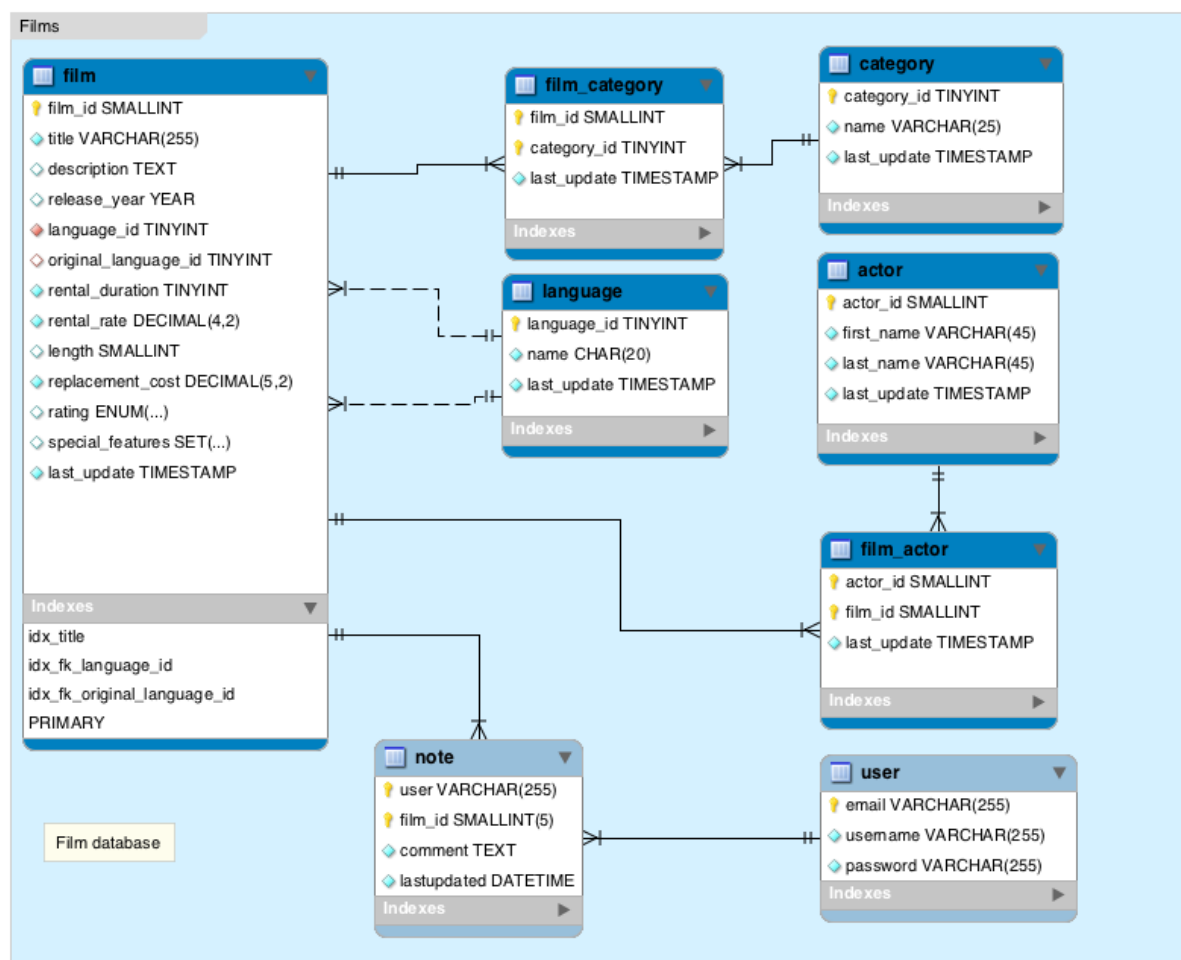 Films
film
film_id SMALLINT
title VARCHAR(255)
description TEXT
release_year YEAR
language_id TINYINT
original_language_id TINYINT
rental_duration TINYINT
rental_rate DECIMAL(4,2)
length SMALLINT
replacement_cost DECIMAL(5,2)
rating ENUM(...)
special_features SET(...)
last_update TIMESTAMP
Indexes
idx_title
idx_fk_language_id
idx_fk_original_language_id
PRIMARY
film_category
film_id SMALLINT
category_id TINYINT
last_update TIMESTAMP
Indexes
category
category_id TINYINT
name VARCHAR(25)
last_update TIMESTAMP
Indexes
language
language_id TINYINT
name CHAR(20)
last_update TIMESTAMP
Indexes
actor
actor_id SMALLINT
first_name VARCHAR(45)
last_name VARCHAR(45)
last_update TIMESTAMP
Indexes
film_actor
actor_id SMALLINT
film_id SMALLINT
last_update TIMESTAMP
Indexes
note
user VARCHAR(255)
film_id SMALLINT(5)
comment TEXT
lastupdated DATETIME
Indexes
user
email VARCHAR(255)
username VARCHAR(255)
password VARCHAR(255)
Indexes
Film database